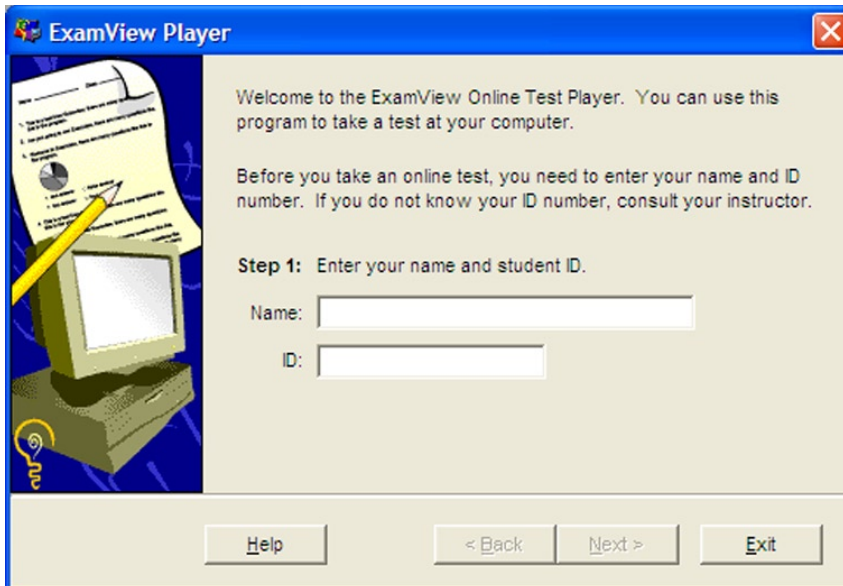 ExamView Player
Welcome to the ExamView Online Test Player. You can use this
program to take a test at your computer.
Before you take an online test, you need to enter your name and ID
number. If you do not know your ID number, consult your instructor.
Step 1: Enter your name and student ID.
Name:
ID:
Help
< Back
Next >
Exit